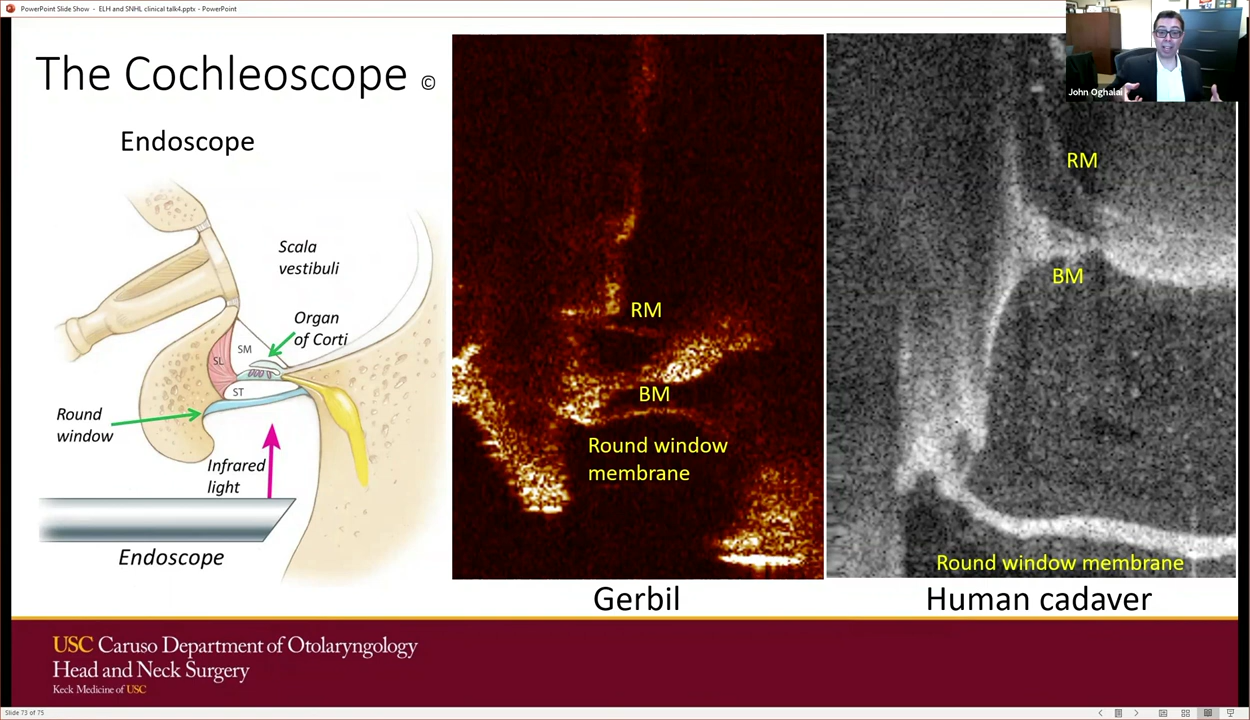 PowerPoint Slide Show - ELH and SNHL clinical talk4.pptx - PowerPoint
John Oghalai
The Cochleoscope ©
Endoscope
Scala
vestibuli
Organ
of Corti
SM
SL
ST
Round
window
Infrared
light
Endoscope
RM
BM
Round window
membrane
Gerbil
RM
BM
Round window membrane
Human cadaver
USC Caruso Department of Otolaryngology
Head and Neck Surgery
Keck Medicine of USC
Slide 73 of 75